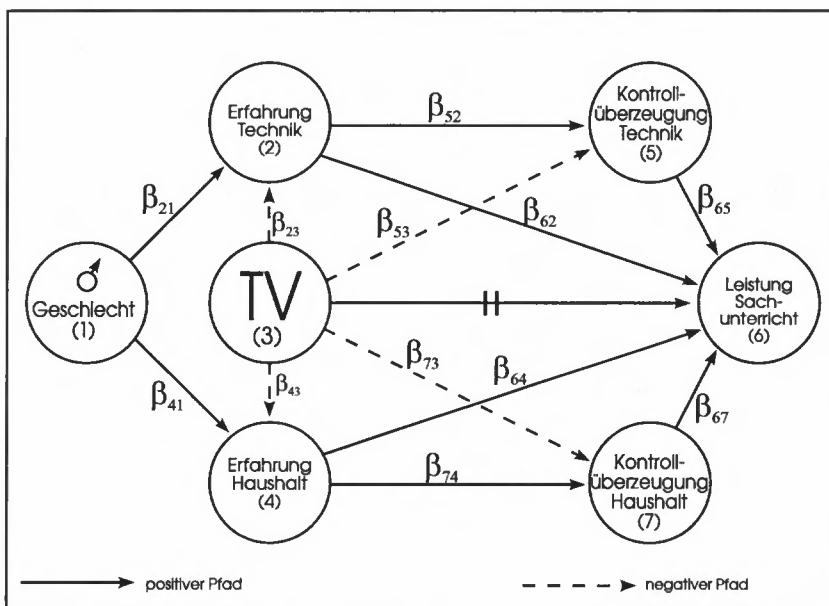 Erfahrung
Technik
(2)
β52
Kontroll-
überzeugung
Technik
(5)
β21
β23
β53
β62
β65
Geschlecht
(1)
TV
(3)
Leistung
Sach-
unterricht
(6)
β41
β43
β73
β64
β67
Erfahrung
Haushalt
(4)
β74
Kontroll-
überzeugung
Haushalt
(7)
positiver Pfad
negativer Pfad